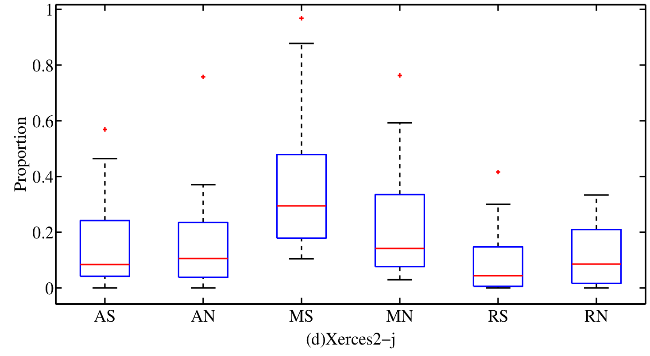 1
0.8
0.6
0.4
0.2
0
Proportion
AS AN MS MN RS RN
(d)Xerces2-j